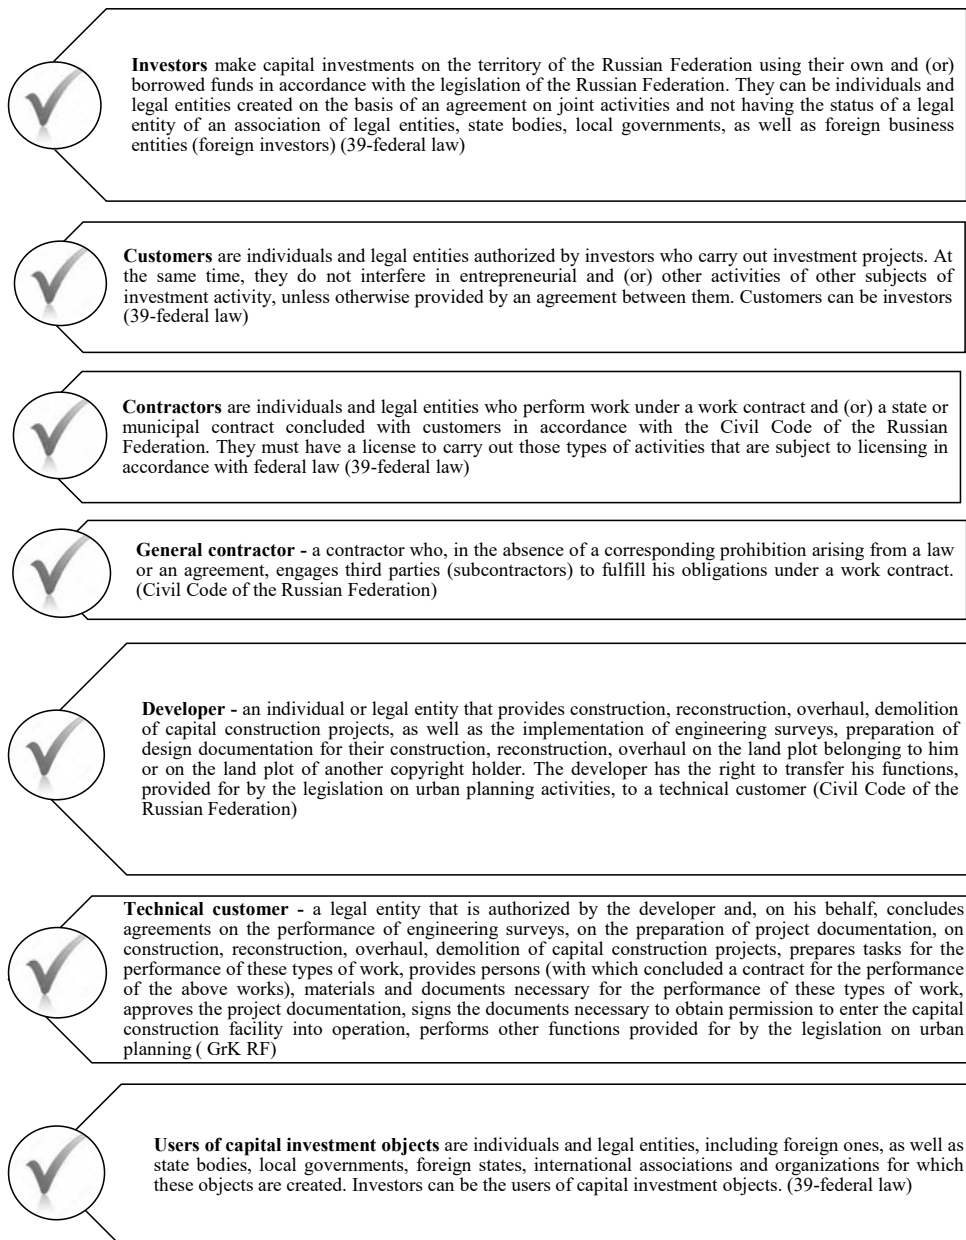 Investors make capital investments on the territory of the Russian Federation using their own and (or)
borrowed funds in accordance with the legislation of the Russian Federation. They can be individuals and
legal entities created on the basis of an agreement on joint activities and not having the status of a legal
entity of an association of legal entities, state bodies, local governments, as well as foreign business
entities (foreign investors) (39-federal law)
Customers are individuals and legal entities authorized by investors who carry out investment projects. At
the same time, they do not interfere in entrepreneurial and (or) other activities of other subjects of
investment activity, unless otherwise provided by an agreement between them. Customers can be investors
(39-federal law)
Contractors are individuals and legal entities who perform work under a work contract and (or) a state or
municipal contract concluded with customers in accordance with the Civil Code of the Russian
Federation. They must have a license to carry out those types of activities that are subject to licensing in
accordance with federal law (39-federal law)
General contractor - a contractor who, in the absence of a corresponding prohibition arising from a law
or an agreement, engages third parties (subcontractors) to fulfill his obligations under a work contract.
(Civil Code of the Russian Federation)
Developer - an individual or legal entity that provides construction, reconstruction, overhaul, demolition
of capital construction projects, as well as the implementation of engineering surveys, preparation of
design documentation for their construction, reconstruction, overhaul on the land plot belonging to him
or on the land plot of another copyright holder. The developer has the right to transfer his functions,
provided for by the legislation on urban planning activities, to a technical customer (Civil Code of the
Russian Federation)
Technical customer - a legal entity that is authorized by the developer and, on his behalf, concludes
agreements on the performance of engineering surveys, on the preparation of project documentation, on
construction, reconstruction, overhaul, demolition of capital construction projects, prepares tasks for the
performance of these types of work, provides persons (with which concluded a contract for the performance
of the above works), materials and documents necessary for the performance of these types of work,
approves the project documentation, signs the documents necessary to obtain permission to enter the capital
construction facility into operation, performs other functions provided for by the legislation on urban
planning ( GrK RF)
Users of capital investment objects are individuals and legal entities, including foreign ones, as well as
state bodies, local governments, foreign states, international associations and organizations for which
these objects are created. Investors can be the users of capital investment objects. (39-federal law)